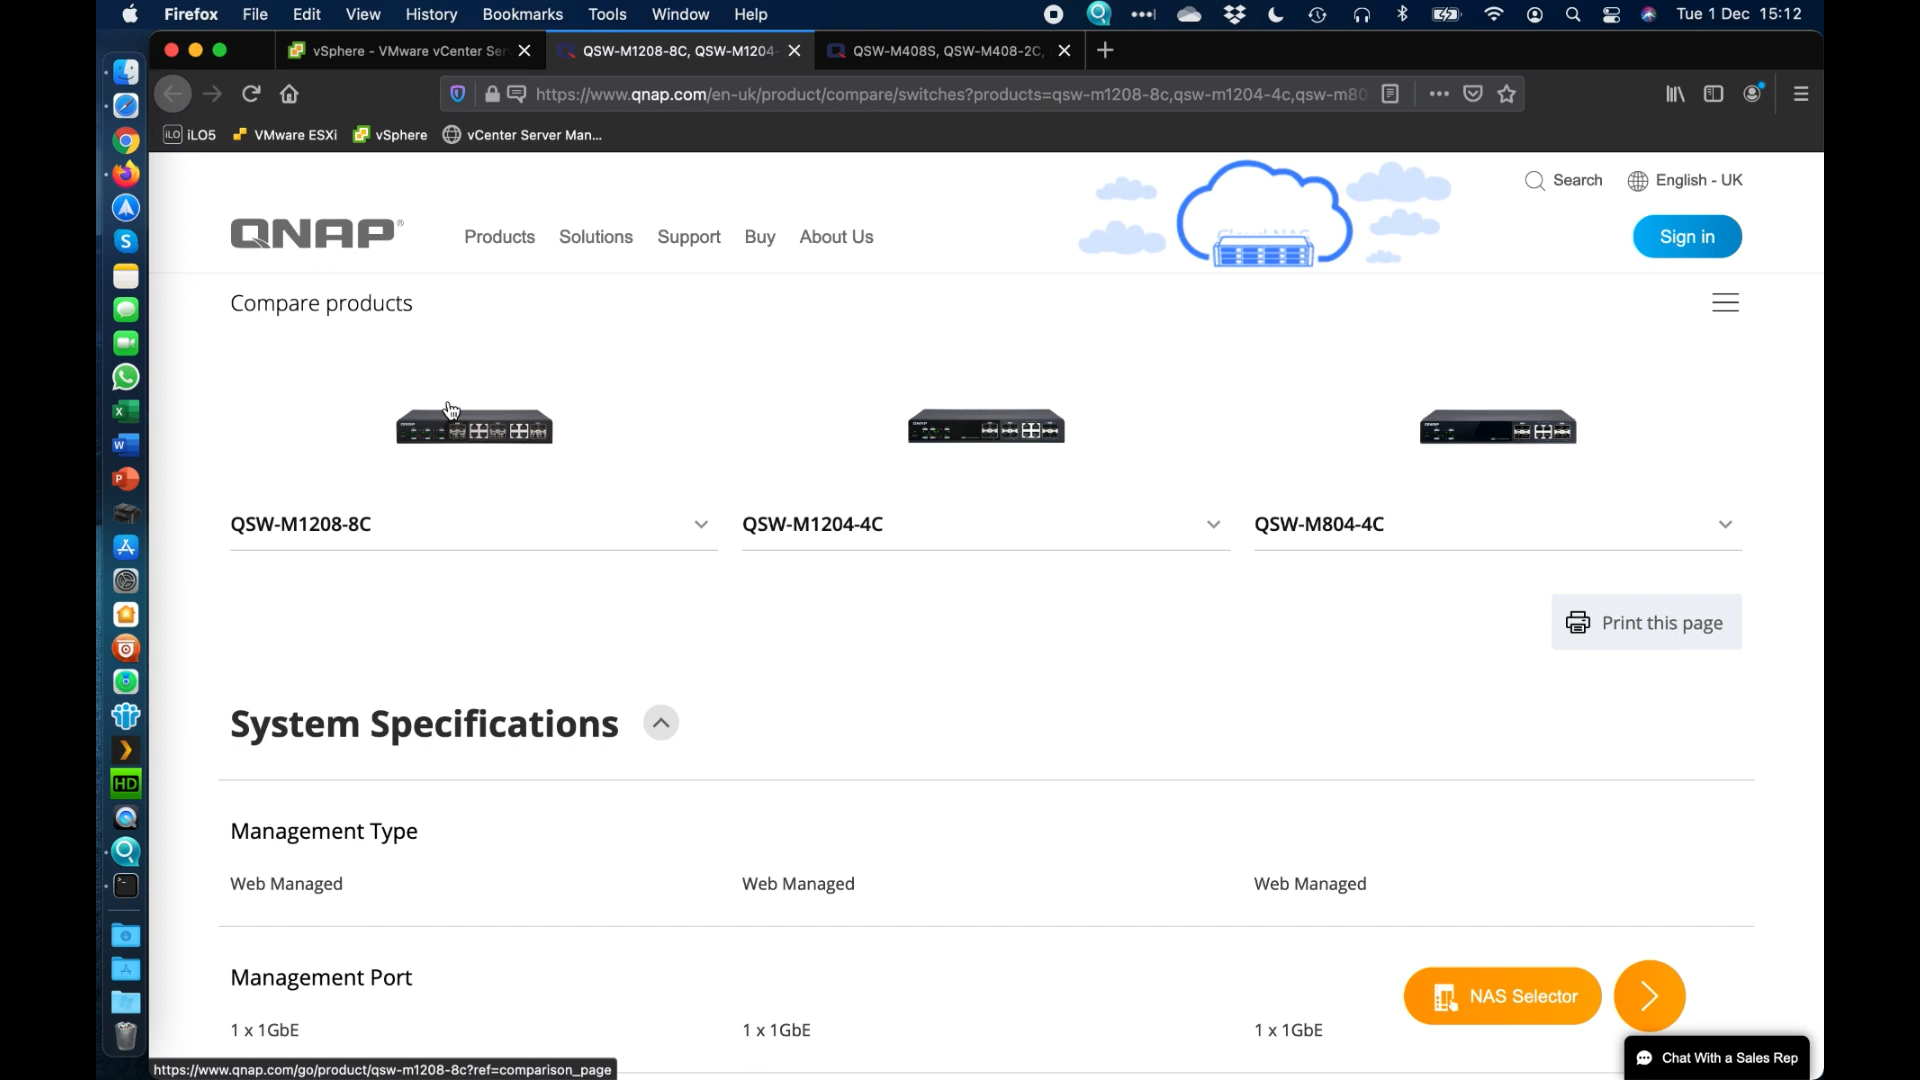 Firefox File Edit View History Bookmarks Tools Window Help Tue 1 Dec 15:12
vSphere - VMware vCenter Ser
QSW-M1208-8C, QSW-M1204-
QSW-M408S, QSW-M408-2C,
https://www.qnap.com/en-uk/product/compare/switches?products=qsw-m1208-8c,qsw-m1204-4c,qsw-m80
iLO iLO5 VMware ESXi vSphere vCenter Server Man...
Search English - UK
QNAP Products Solutions Support Buy About Us Sign in
Compare products
QSW-M1208-8C QSW-M1204-4C QSW-M804-4C
Print this page
System Specifications
Management Type
Web Managed Web Managed Web Managed
Management Port
NAS Selector
1 x 1GbE 1 x 1GbE 1 x 1GbE
Chat With a Sales Rep
https://www.qnap.com/go/product/qsw-m1208-8c?ref=comparison_page
HD